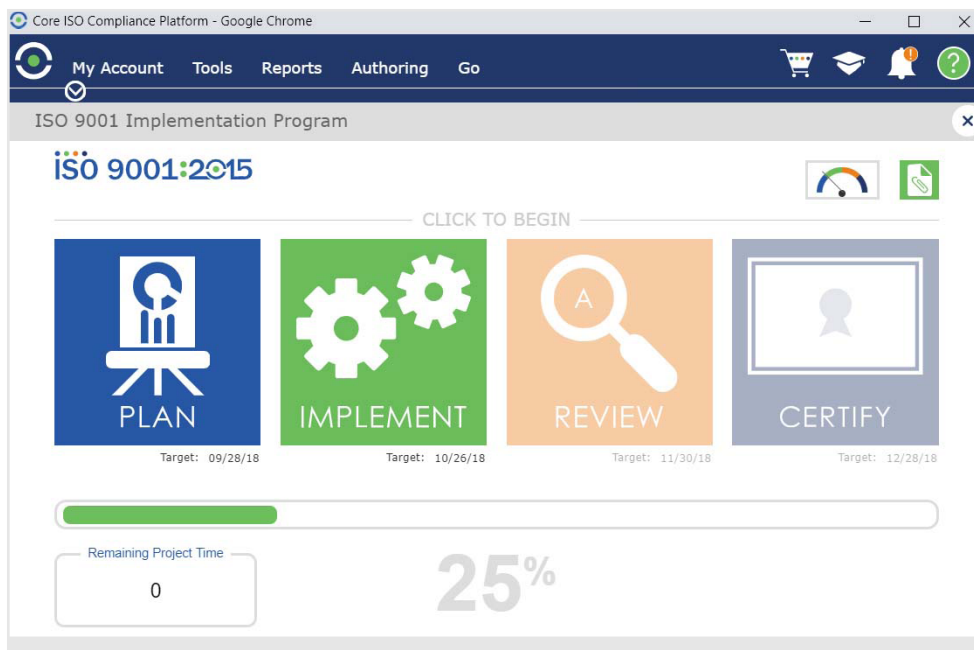 Core ISO Compliance Platform - Google Chrome
My Account Tools Reports Authoring Go
!
?
ISO 9001 Implementation Program
ISO 9001:2015
CLICK TO BEGIN
A
PLAN IMPLEMENT REVIEW CERTIFY
Target: 09/28/18 Target: 10/26/18 Target: 11/30/18 Target: 12/28/18
Remaining Project Time
0
25%